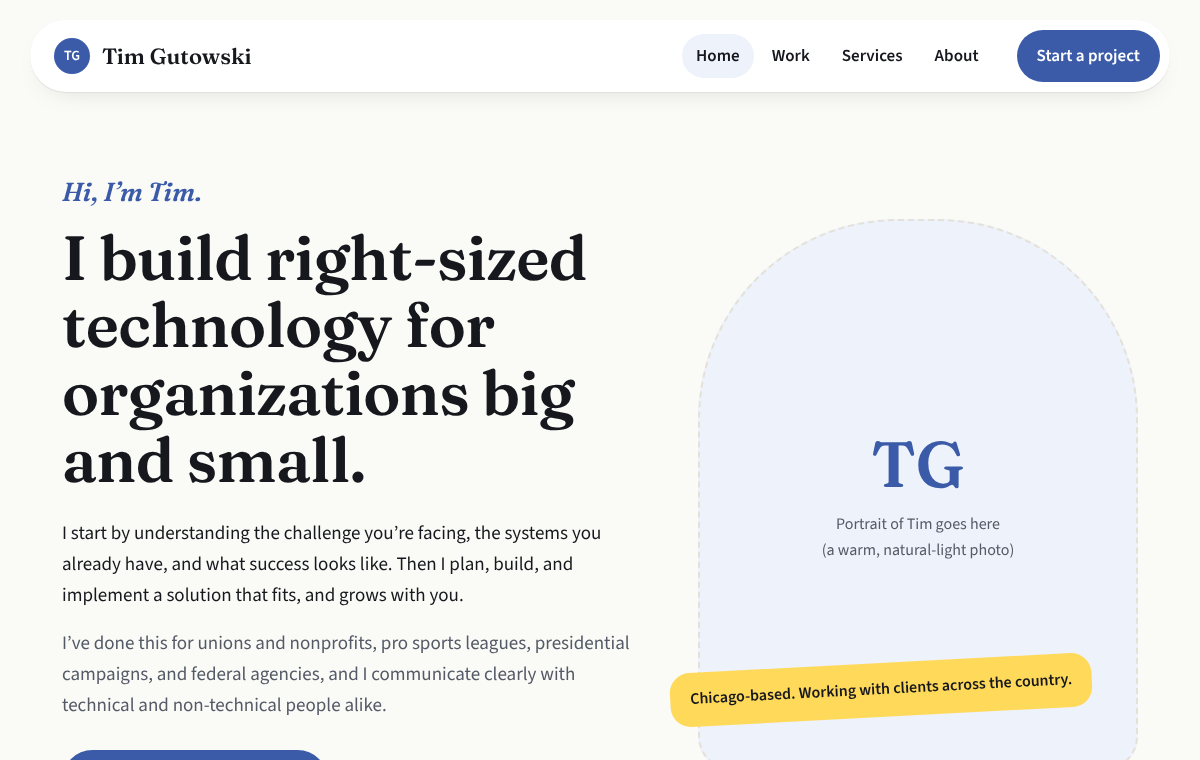 TG
Tim Gutowski
Home
Work
Services
About
Start a project
Hi, I’m Tim.
I build right-sized
technology for
organizations big
and small.
I start by understanding the challenge you’re facing, the systems you
already have, and what success looks like. Then I plan, build, and
implement a solution that fits, and grows with you.
I’ve done this for unions and nonprofits, pro sports leagues, presidential
campaigns, and federal agencies, and I communicate clearly with
technical and non-technical people alike.
TG
Portrait of Tim goes here
(a warm, natural-light photo)
Chicago-based. Working with clients across the country.